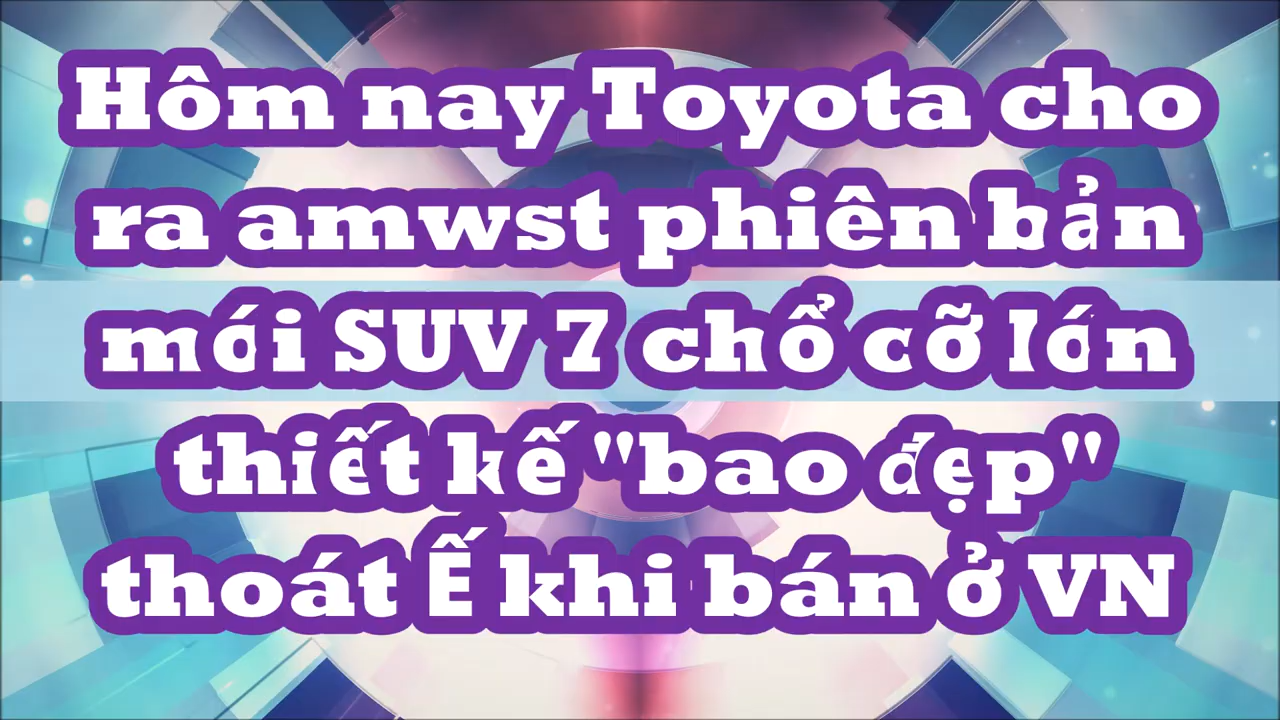 Hôm nay Toyota cho
ra amwst phiên bản
mới SUV 7 chổ cỡ lớn
thiết kế "bao đẹp"
thoát Ế khi bán ở VN